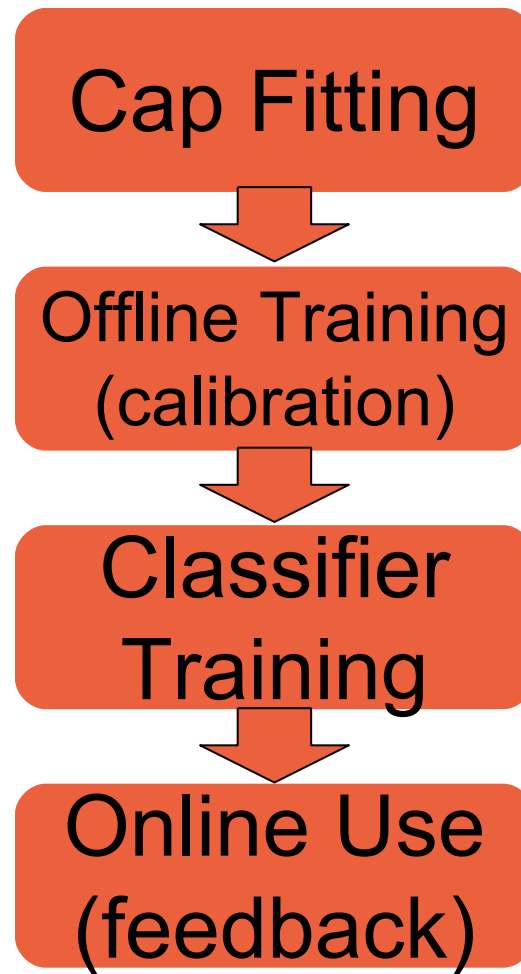 Cap Fitting
Offline Training
(calibration)
Classifier
Training
Online Use
(feedback)